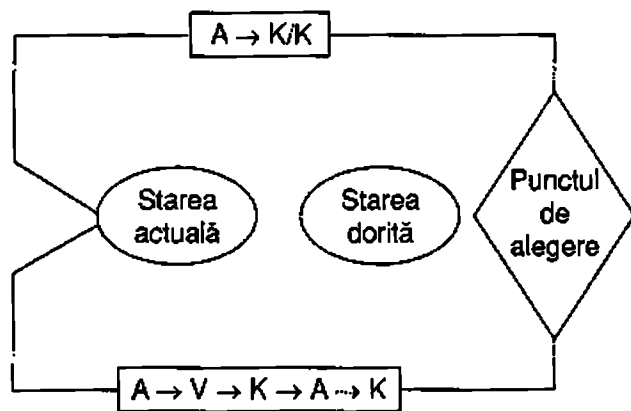 A → K/K
Starea
actuală
Starea
dorită
Punctul
de
alegere
A → V → K → A ⇢ K